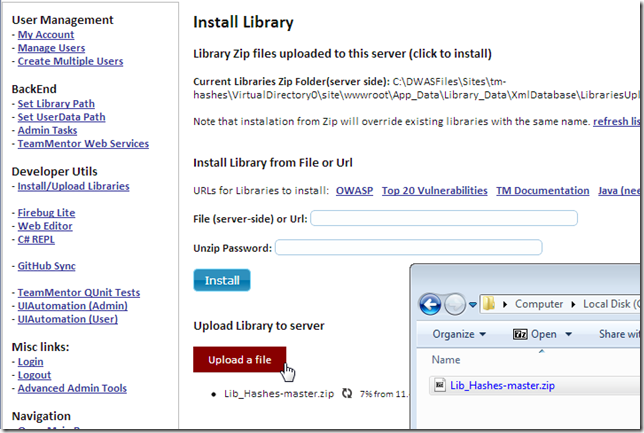 User Management
- My Account
- Manage Users
- Create Multiple Users
BackEnd
- Set Library Path
- Set UserData Path
- Admin Tasks
- TeamMentor Web Services
Developer Utils
- Install/Upload Libraries
- Firebug Lite
- Web Editor
- C# REPL
- GitHub Sync
- TeamMentor QUnit Tests
- UIAutomation (Admin)
- UIAutomation (User)
Misc links:
- Login
- Logout
- Advanced Admin Tools
Navigation
Install Library
Library Zip files uploaded to this server (click to install)
Current Libraries Zip Folder(server side): C:\DWASFiles\Sites\tm-
hashes\VirtualDirectory0\site\wwwroot\App_Data\Library_Data\XmlDatabase\LibrariesUpl
Note that instalation from Zip will override existing libraries with the same name. refresh lis
Install Library from File or Url
URLs for Libraries to install: OWASP Top 20 Vulnerabilities TM Documentation Java (nee
File (server-side) or Url:
Unzip Password:
Install
Upload Library to server
Upload a file
• Lib_Hashes-master.zip 7% from 11.
Computer Local Disk (C
Organize Open Share with
Name
Lib_Hashes-master.zip